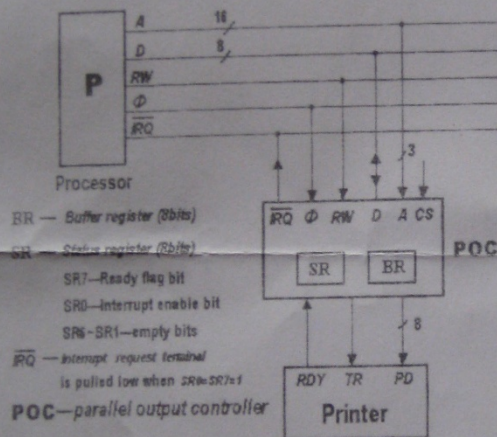 A 16
D 8
RW
Φ
IRQ
P
Processor
3
IRQ Φ RW D A CS
POC
SR BR
BR — Buffer register (8bits)
SR — Status register (8bits)
SR7—Ready flag bit
SR0—Interrupt enable bit
SR6-SR1—empty bits
IRQ — Interrupt request terminal
is pulled low when SR0=SR7=1
POC—parallel output controller
8
RDY TR PD
Printer